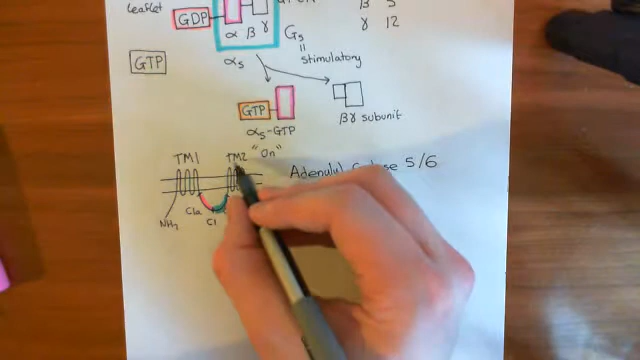 leaflet
β 5
GDP
α β γ
Gs
γ 12
GTP
=
stimulatory
αs
GTP
αs-GTP
βγ subunit
"On"
TM1 TM2
Adenylyl Cyclase 5/6
C1a
C1
NH2